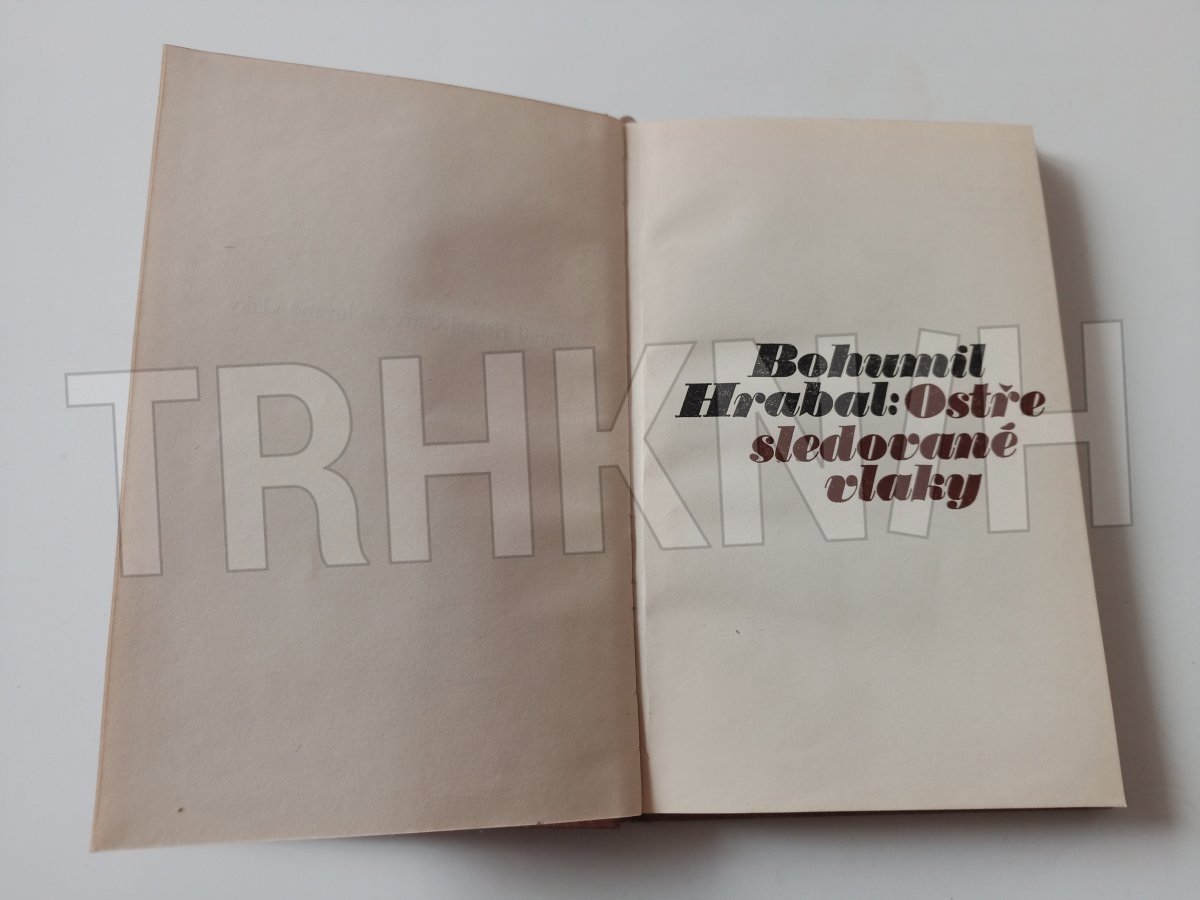 Bohumil
Hrabal: Ostře
sledované
vlaky
TRHKNIH